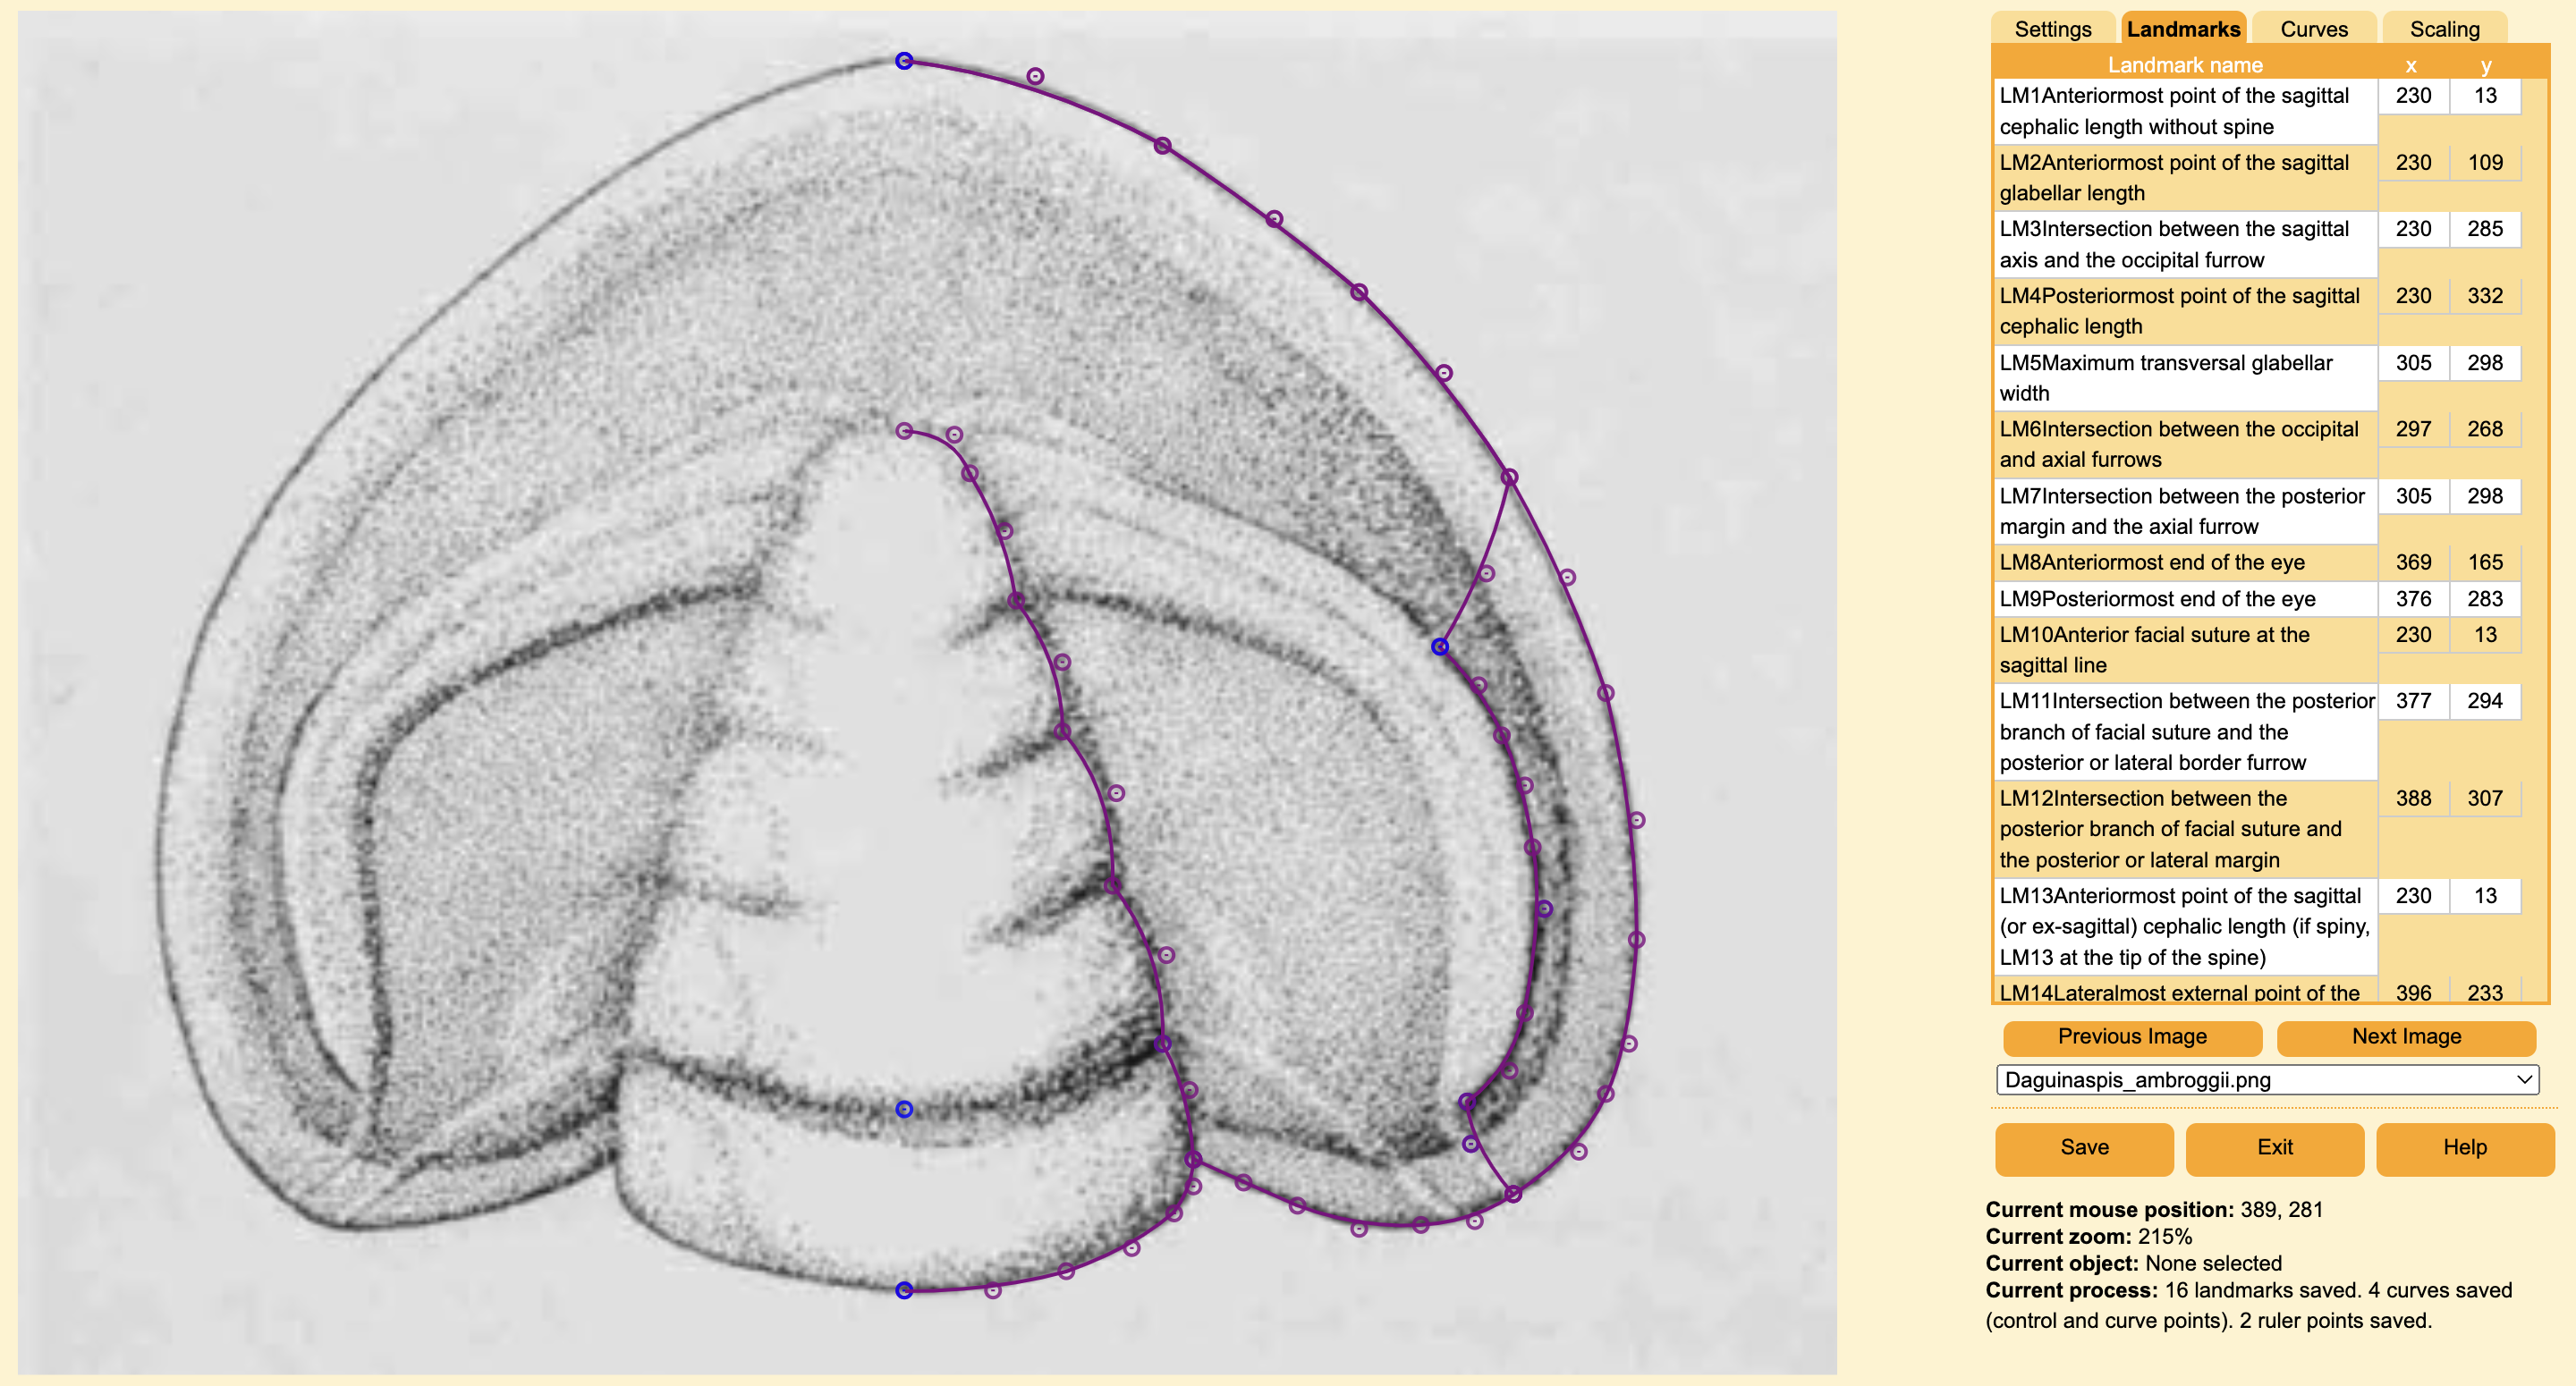 Settings Landmarks Curves Scaling
Landmark name x y
LM1Anteriormost point of the sagittal 230 13
cephalic length without spine
LM2Anteriormost point of the sagittal 230 109
glabellar length
LM3Intersection between the sagittal 230 285
axis and the occipital furrow
LM4Posteriormost point of the sagittal 230 332
cephalic length
LM5Maximum transversal glabellar 305 298
width
LM6Intersection between the occipital 297 268
and axial furrows
LM7Intersection between the posterior 305 298
margin and the axial furrow
LM8Anteriormost end of the eye 369 165
LM9Posteriormost end of the eye 376 283
LM10Anterior facial suture at the 230 13
sagittal line
LM11Intersection between the posterior 377 294
branch of facial suture and the
posterior or lateral border furrow
LM12Intersection between the 388 307
posterior branch of facial suture and
the posterior or lateral margin
LM13Anteriormost point of the sagittal 230 13
(or ex-sagittal) cephalic length (if spiny,
LM13 at the tip of the spine)
LM14Lateralmost external point of the 396 233
Previous Image Next Image
Daguinaspis_ambroggii.png
Save Exit Help
Current mouse position: 389, 281
Current zoom: 215%
Current object: None selected
Current process: 16 landmarks saved. 4 curves saved
(control and curve points). 2 ruler points saved.